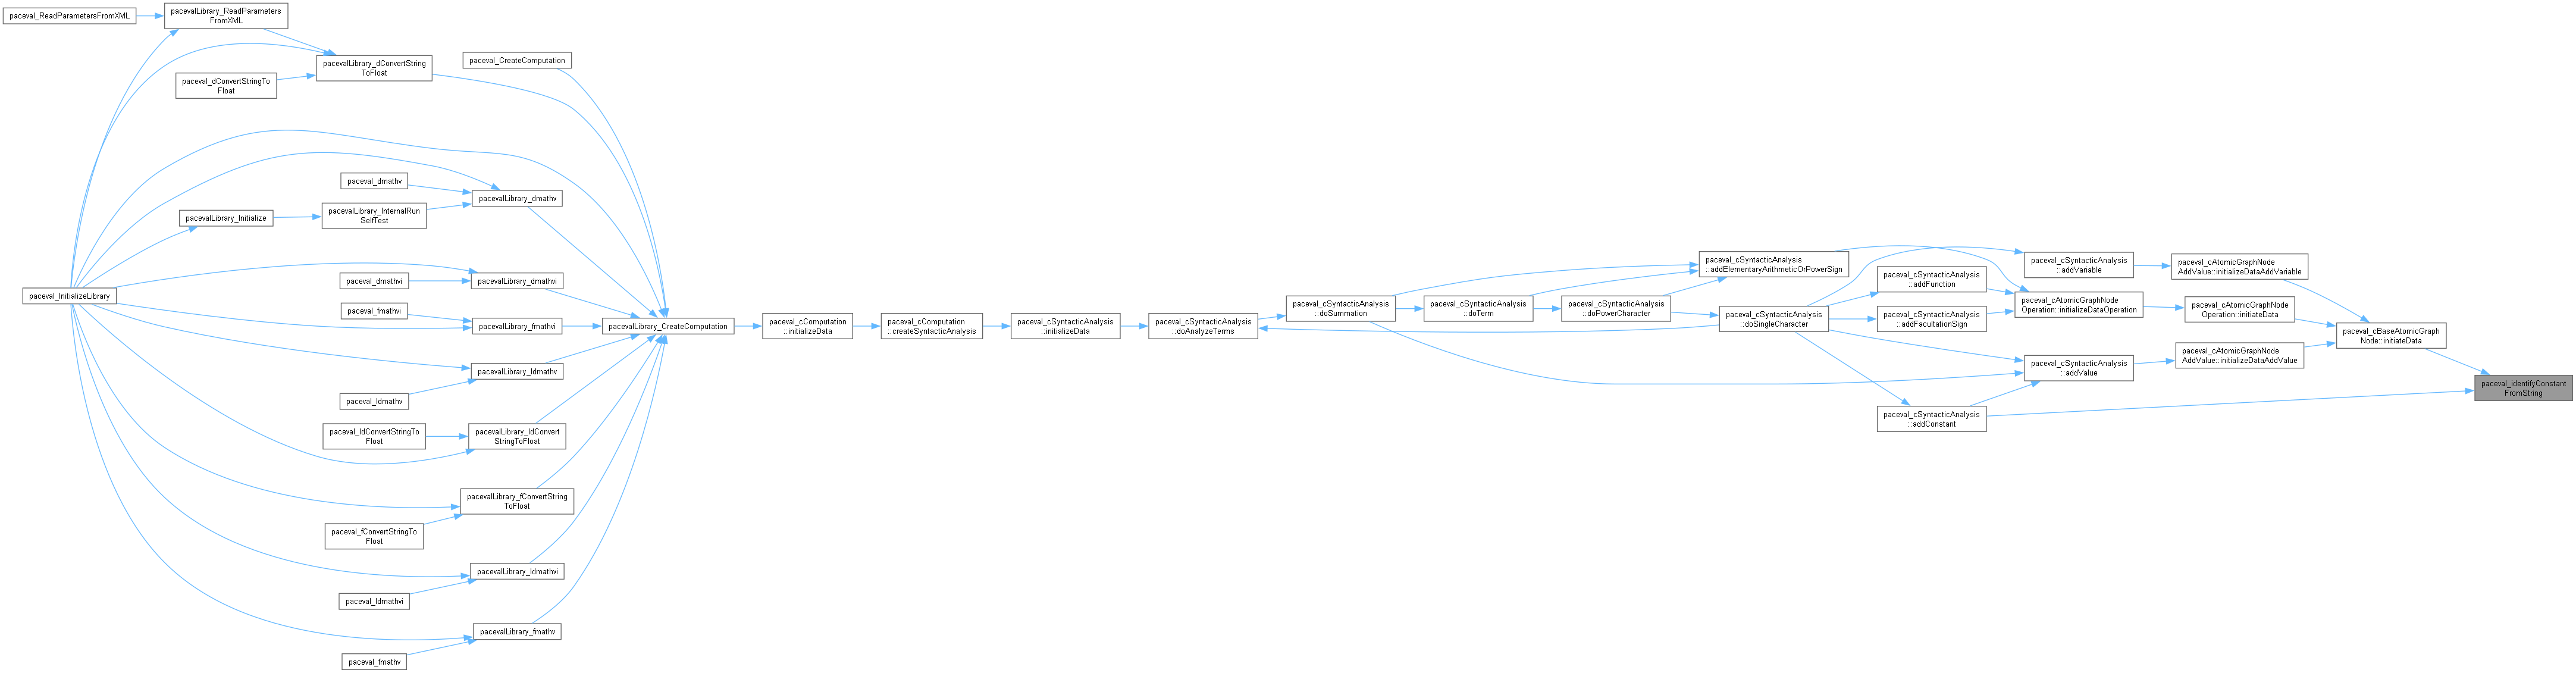 paceval_ReadParametersFromXML
pacevalLibrary_ReadParameters
FromXML
pacevalLibrary_dConvertString
ToFloat
paceval_dConvertStringTo
Float
paceval_CreateComputation
paceval_dmathv
pacevalLibrary_dmathv
pacevalLibrary_Initialize
pacevalLibrary_InternalRun
SelfTest
paceval_InitializeLibrary
paceval_dmathvi
pacevalLibrary_dmathvi
paceval_fmathvi
pacevalLibrary_fmathvi
pacevalLibrary_CreateComputation
pacevalLibrary_ldmathv
paceval_ldmathv
paceval_ldConvertStringTo
Float
pacevalLibrary_ldConvert
StringToFloat
pacevalLibrary_fConvertString
ToFloat
paceval_fConvertStringTo
Float
pacevalLibrary_ldmathvi
paceval_ldmathvi
pacevalLibrary_fmathv
paceval_fmathv
paceval_cComputation
::initializeData
paceval_cComputation
::createSyntacticAnalysis
paceval_cSyntacticAnalysis
::initializeData
paceval_cSyntacticAnalysis
::doAnalyzeTerms
paceval_cSyntacticAnalysis
::doSummation
paceval_cSyntacticAnalysis
::doTerm
paceval_cSyntacticAnalysis
::doPowerCharacter
paceval_cSyntacticAnalysis
::addElementaryArithmeticOrPowerSign
paceval_cSyntacticAnalysis
::doSingleCharacter
paceval_cSyntacticAnalysis
::addFunction
paceval_cSyntacticAnalysis
::addFacultationSign
paceval_cSyntacticAnalysis
::addConstant
paceval_cSyntacticAnalysis
::addVariable
paceval_cAtomicGraphNode
Operation::initializeDataOperation
paceval_cSyntacticAnalysis
::addValue
paceval_cAtomicGraphNode
AddValue::initializeDataAddVariable
paceval_cAtomicGraphNode
Operation::initiateData
paceval_cAtomicGraphNode
AddValue::initializeDataAddValue
paceval_cBaseAtomicGraph
Node::initiateData
paceval_identifyConstant
FromString